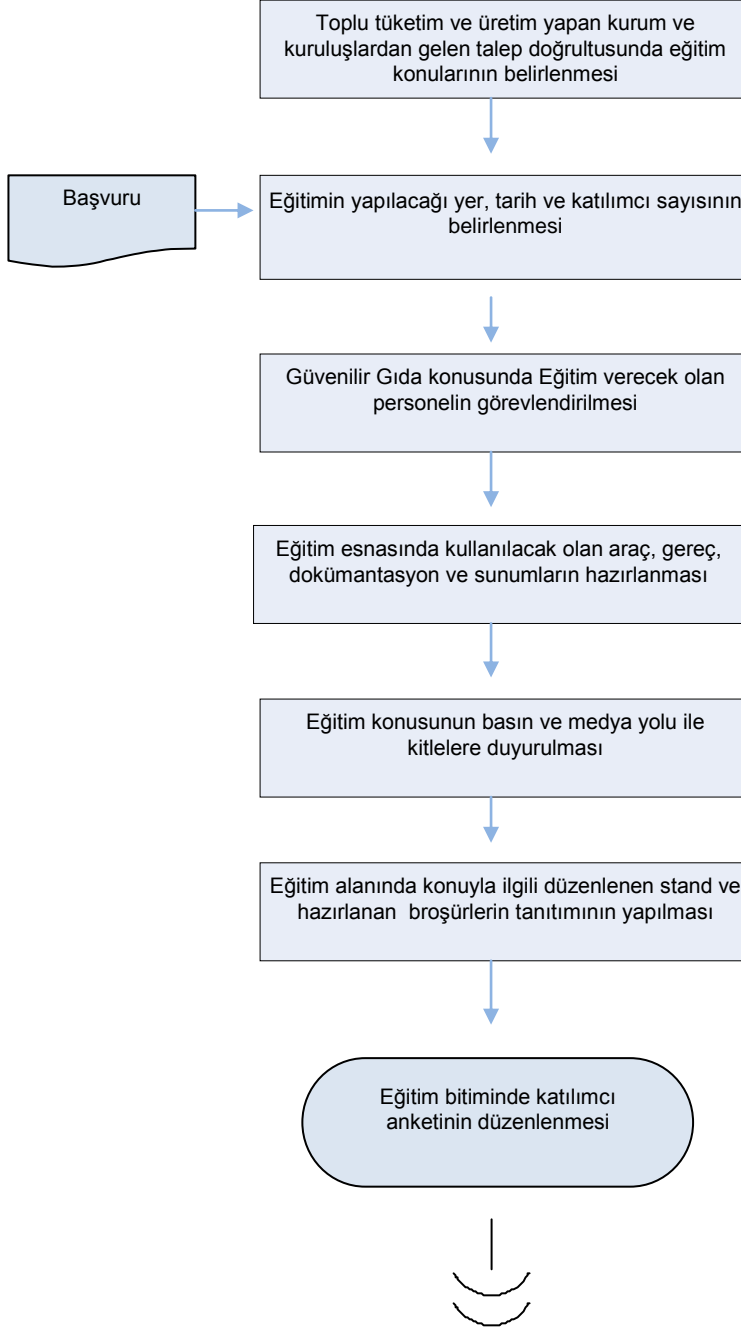 Toplu tüketim ve üretim yapan kurum ve
kuruluşlardan gelen talep doğrultusunda eğitim
konularının belirlenmesi
Başvuru
Eğitimin yapılacağı yer, tarih ve katılımcı sayısının
belirlenmesi
Güvenilir Gıda konusunda Eğitim verecek olan
personelin görevlendirilmesi
Eğitim esnasında kullanılacak olan araç, gereç,
dokümantasyon ve sunumların hazırlanması
Eğitim konusunun basın ve medya yolu ile
kitlelere duyurulması
Eğitim alanında konuyla ilgili düzenlenen stand ve
hazırlanan broşürlerin tanıtımının yapılması
Eğitim bitiminde katılımcı
anketinin düzenlenmesi